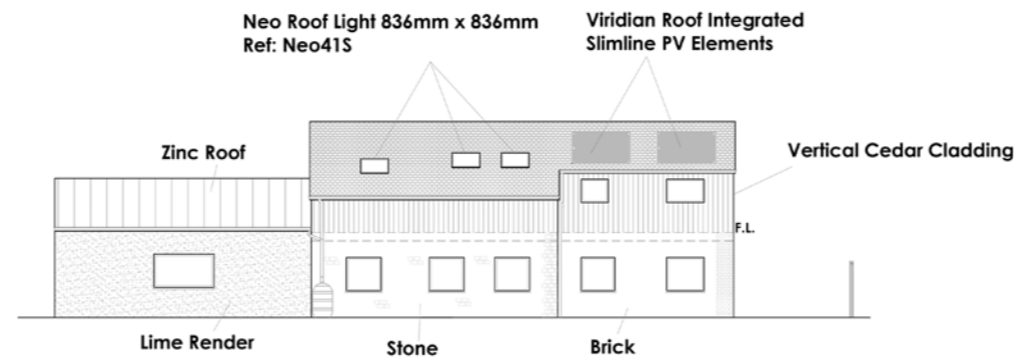 Neo Roof Light 836mm x 836mm
Ref: Neo41S
Viridian Roof Integrated
Slimline PV Elements
Zinc Roof
Vertical Cedar Cladding
F.L.
Lime Render
Stone
Brick